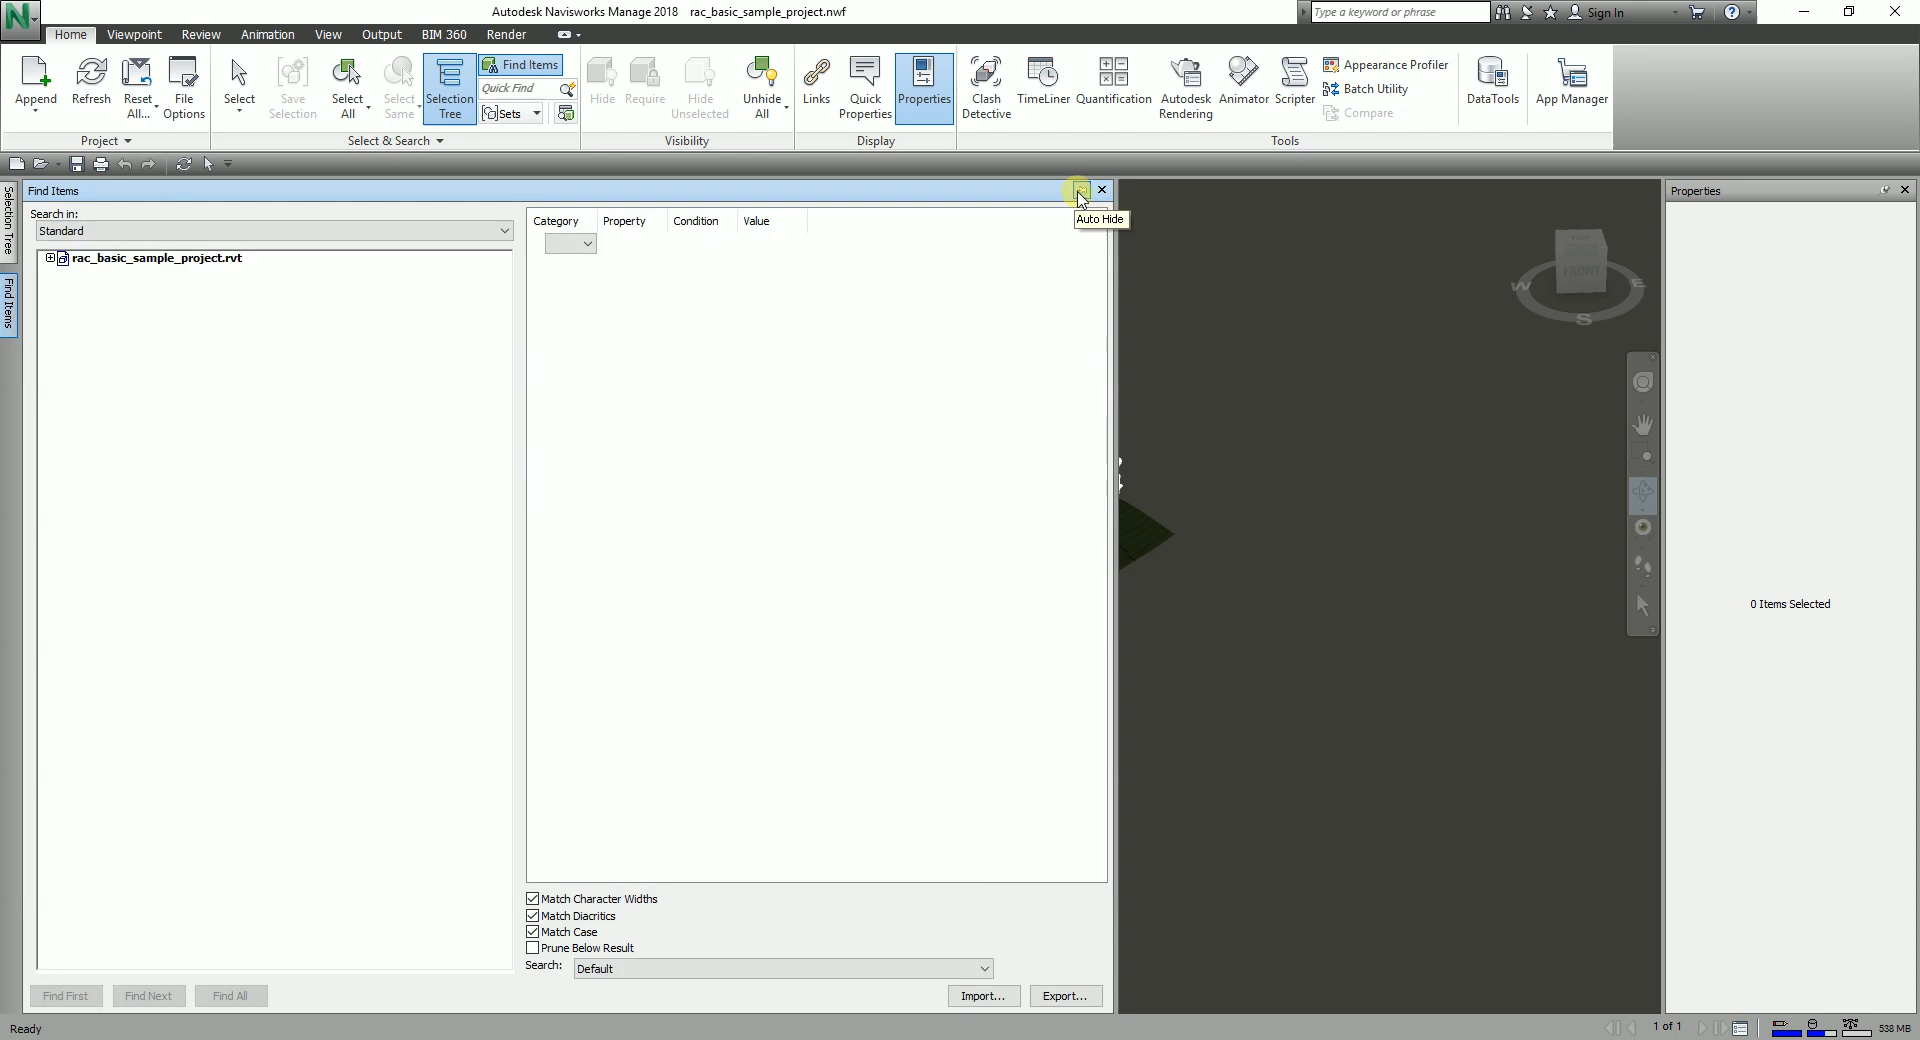 Autodesk Navisworks Manage 2018 rac_basic_sample_project.nwf
Type a keyword or phrase
Sign In
Home Viewpoint Review Animation View Output BIM 360 Render
Append
Refresh
Reset All...
File Options
Project
Select
Save Selection
Select All
Select Same
Selection Tree
Find Items
Quick Find
Sets
Select & Search
Hide
Require
Hide Unselected
Unhide All
Visibility
Links
Quick Properties
Properties
Display
Clash Detective
TimeLiner
Quantification
Autodesk Rendering
Animator
Scripter
Appearance Profiler
Batch Utility
Compare
Tools
DataTools
App Manager
Selection Tree
Find Items
Find Items
Auto Hide
Search in:
Standard
rac_basic_sample_project.rvt
Category Property Condition Value
Match Character Widths
Match Diacritics
Match Case
Prune Below Result
Search: Default
Find First Find Next Find All
Import... Export...
TOP
FRONT
W E
S
Properties
0 Items Selected
Ready
1 of 1
538 MB